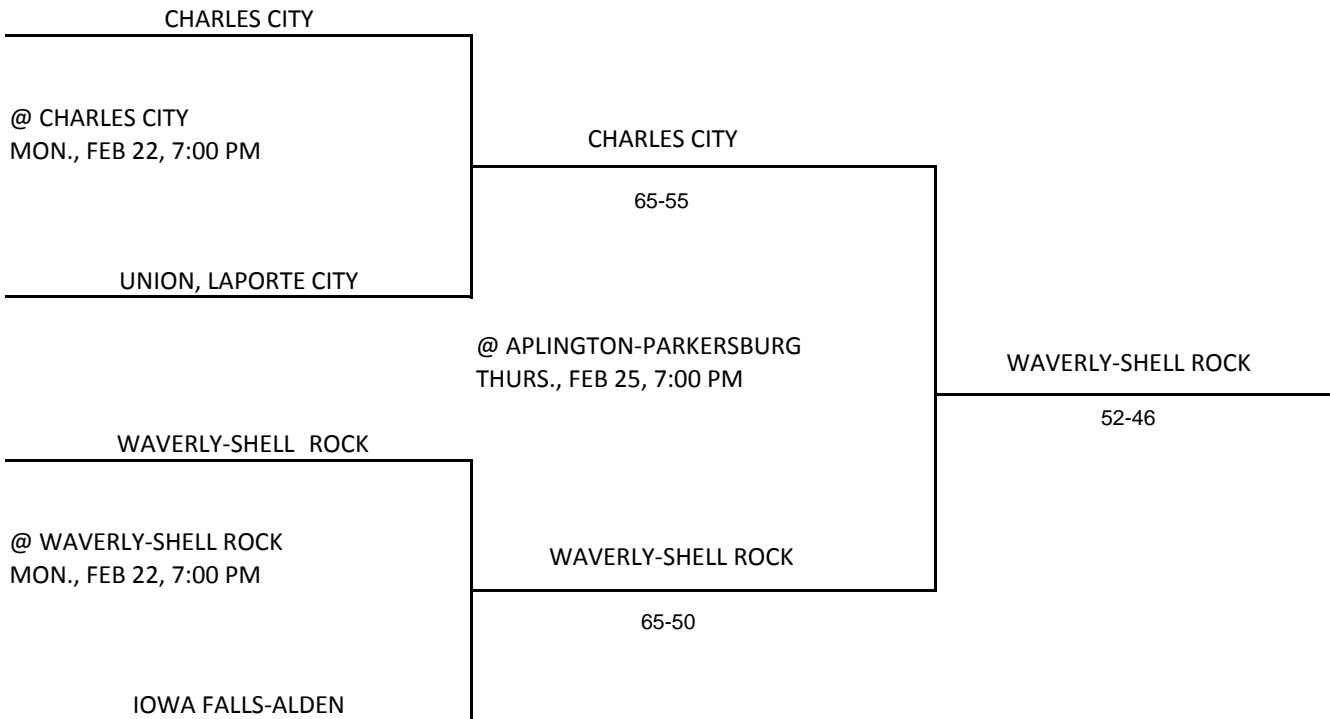 CHARLES CITY
@ CHARLES CITY
MON., FEB 22, 7:00 PM
CHARLES CITY
65-55
UNION, LAPORTE CITY
@ APLINGTON-PARKERSBURG
THURS., FEB 25, 7:00 PM
WAVERLY-SHELL ROCK
52-46
WAVERLY-SHELL ROCK
@ WAVERLY-SHELL ROCK
MON., FEB 22, 7:00 PM
WAVERLY-SHELL ROCK
65-50
IOWA FALLS-ALDEN